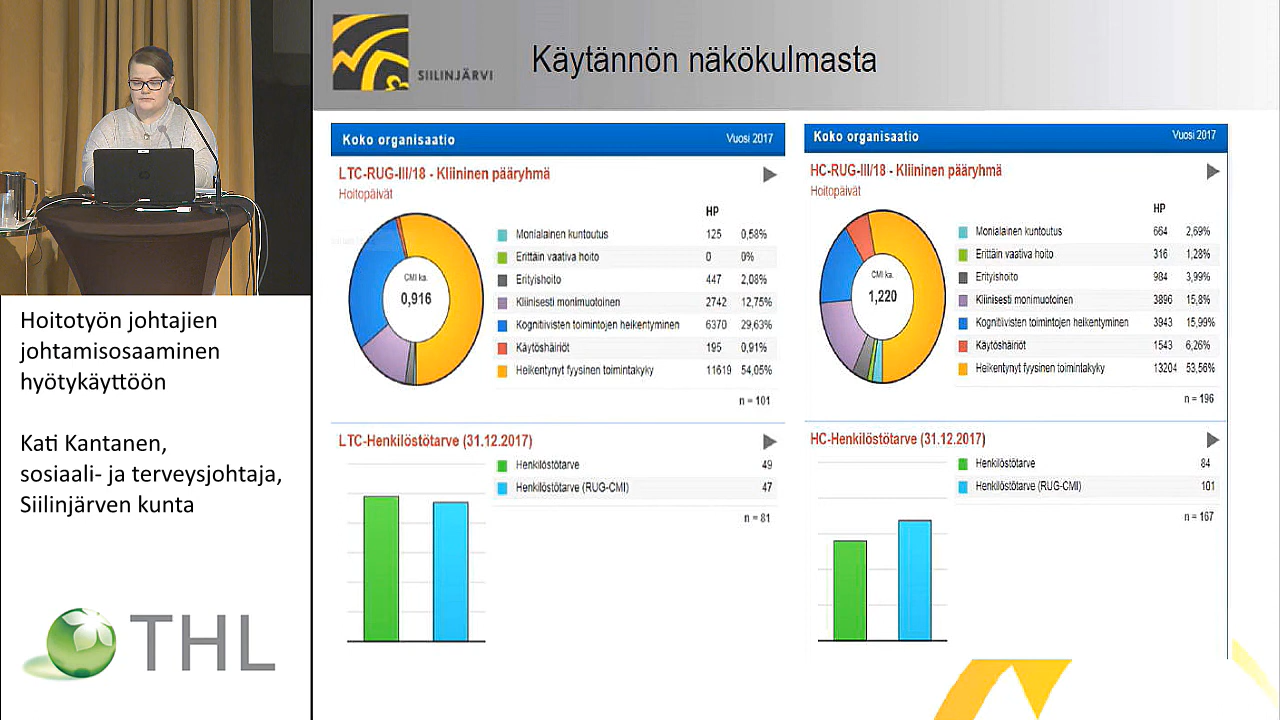 SIILINJÄRVI
Käytännön näkökulmasta
Koko organisaatio Vuosi 2017
LTC-RUG-III/18 - Kliininen pääryhmä
Hoitopäivät
HP
Monialainen kuntoutus 125 0,58%
Erittäin vaativa hoito 0 0%
Erityishoito 447 2,08%
Kliinisesti monimuotoinen 2742 12,75%
Kognitiivisten toimintojen heikentyminen 6370 29,63%
Käytöshäiriöt 195 0,91%
Heikentynyt fyysinen toimintakyky 11619 54,05%
CMI ka.
0,916
n = 101
Koko organisaatio Vuosi 2017
HC-RUG-III/18 - Kliininen pääryhmä
Hoitopäivät
HP
Monialainen kuntoutus 664 2,69%
Erittäin vaativa hoito 316 1,28%
Erityishoito 984 3,99%
Kliinisesti monimuotoinen 3896 15,8%
Kognitiivisten toimintojen heikentyminen 3943 15,99%
Käytöshäiriöt 1543 6,26%
Heikentynyt fyysinen toimintakyky 13204 53,56%
CMI ka.
1,220
n = 196
LTC-Henkilöstötarve (31.12.2017)
Henkilöstötarve 49
Henkilöstötarve (RUG-CMI) 47
n = 81
HC-Henkilöstötarve (31.12.2017)
Henkilöstötarve 84
Henkilöstötarve (RUG-CMI) 101
n = 167
Hoitotyön johtajien
johtamisosaaminen
hyötykäyttöön
Kati Kantanen,
sosiaali- ja terveysjohtaja,
Siilinjärven kunta
THL